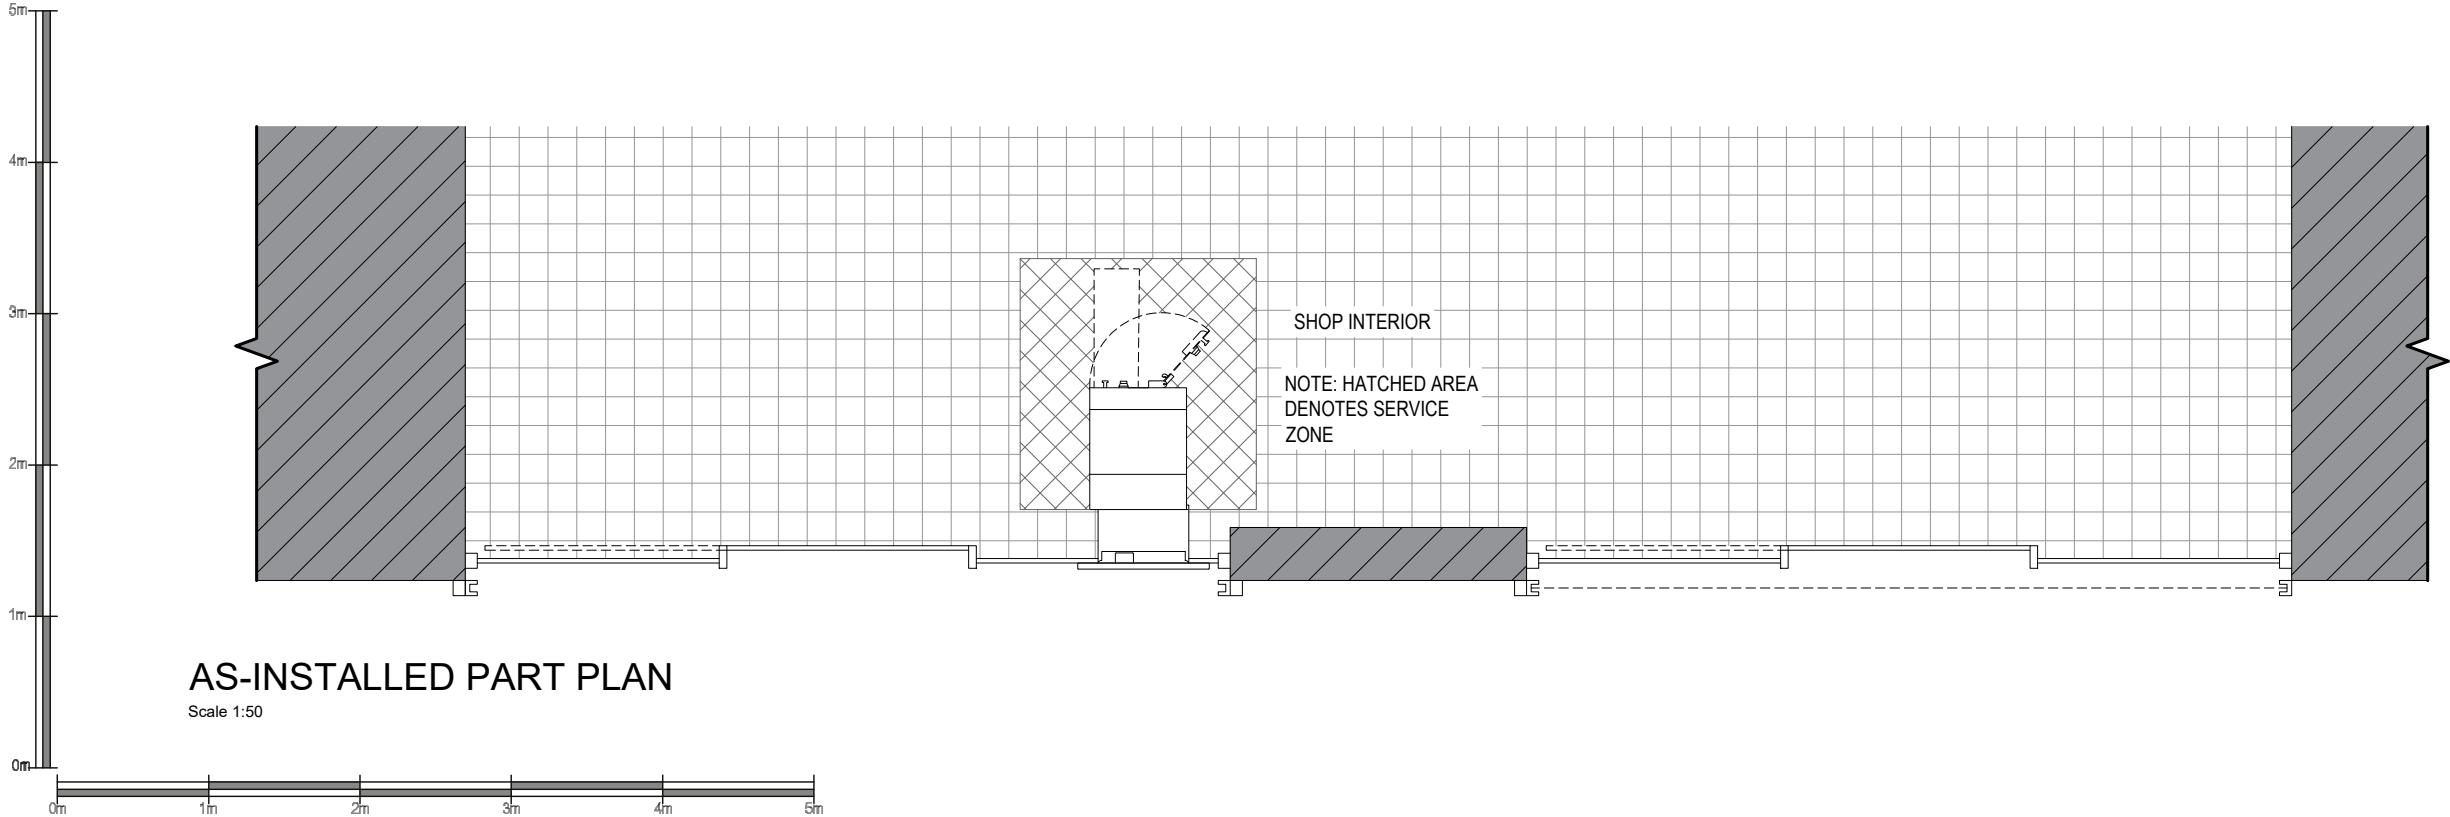 5m
4m
3m
2m
1m
0m
SHOP INTERIOR
NOTE: HATCHED AREA
DENOTES SERVICE
ZONE
AS-INSTALLED PART PLAN
Scale 1:50
0m 1m 2m 3m 4m 5m